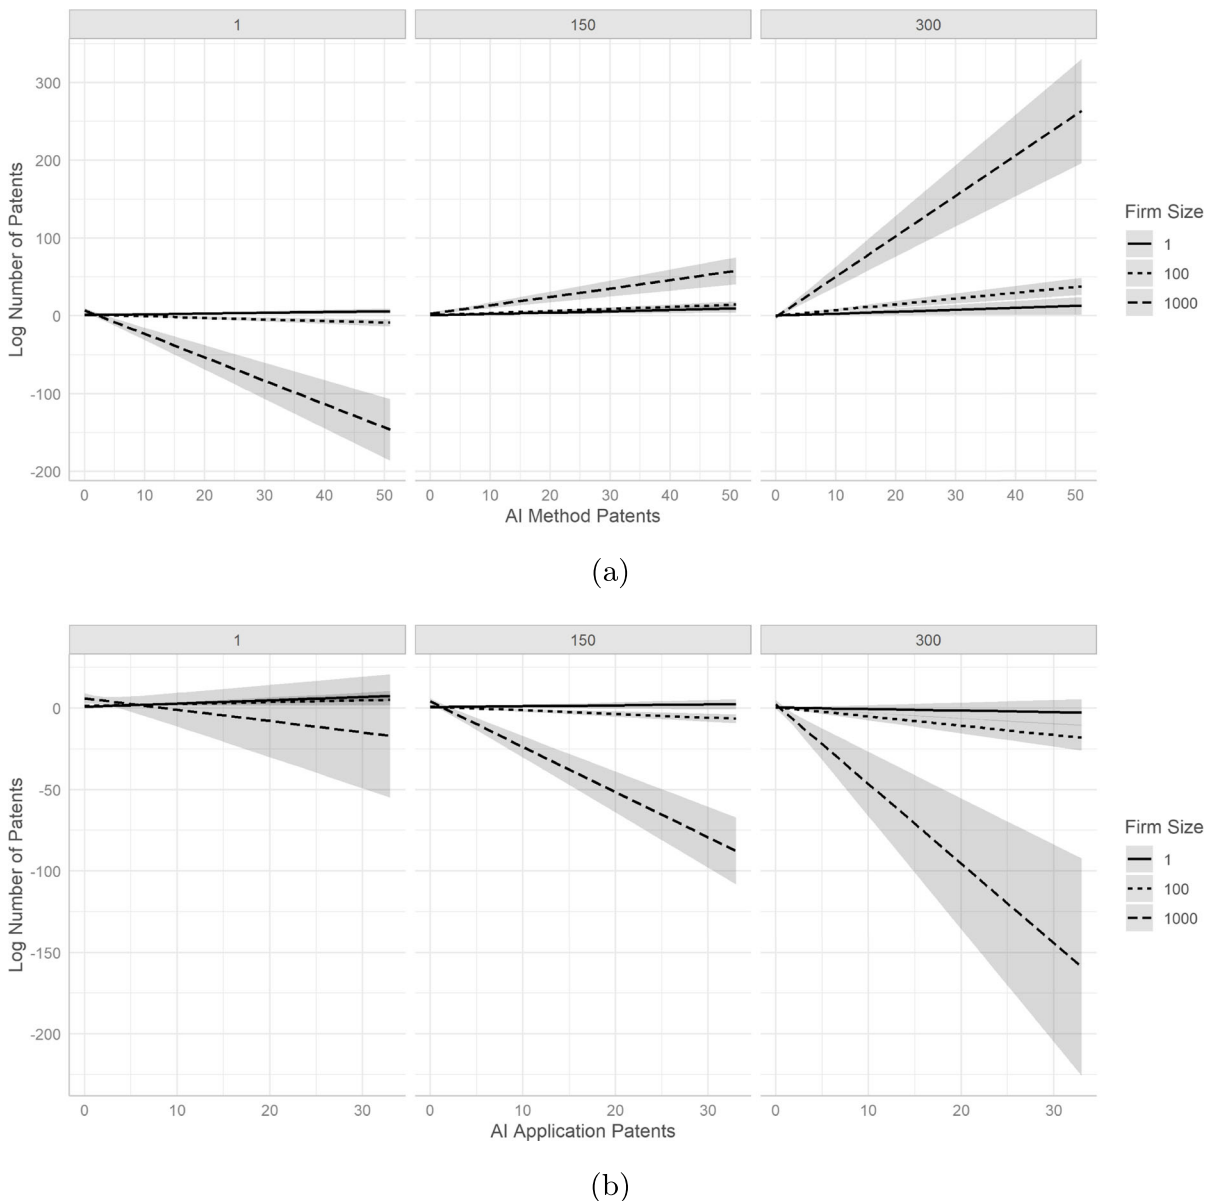 1 150 300
300
200
100
0
-100
-200
Log Number of Patents
0 10 20 30 40 50 0 10 20 30 40 50 0 10 20 30 40 50
AI Method Patents
Firm Size
1
100
1000
(a)
1 150 300
0
-50
-100
-150
-200
Log Number of Patents
0 10 20 30 0 10 20 30 0 10 20 30
AI Application Patents
Firm Size
1
100
1000
(b)